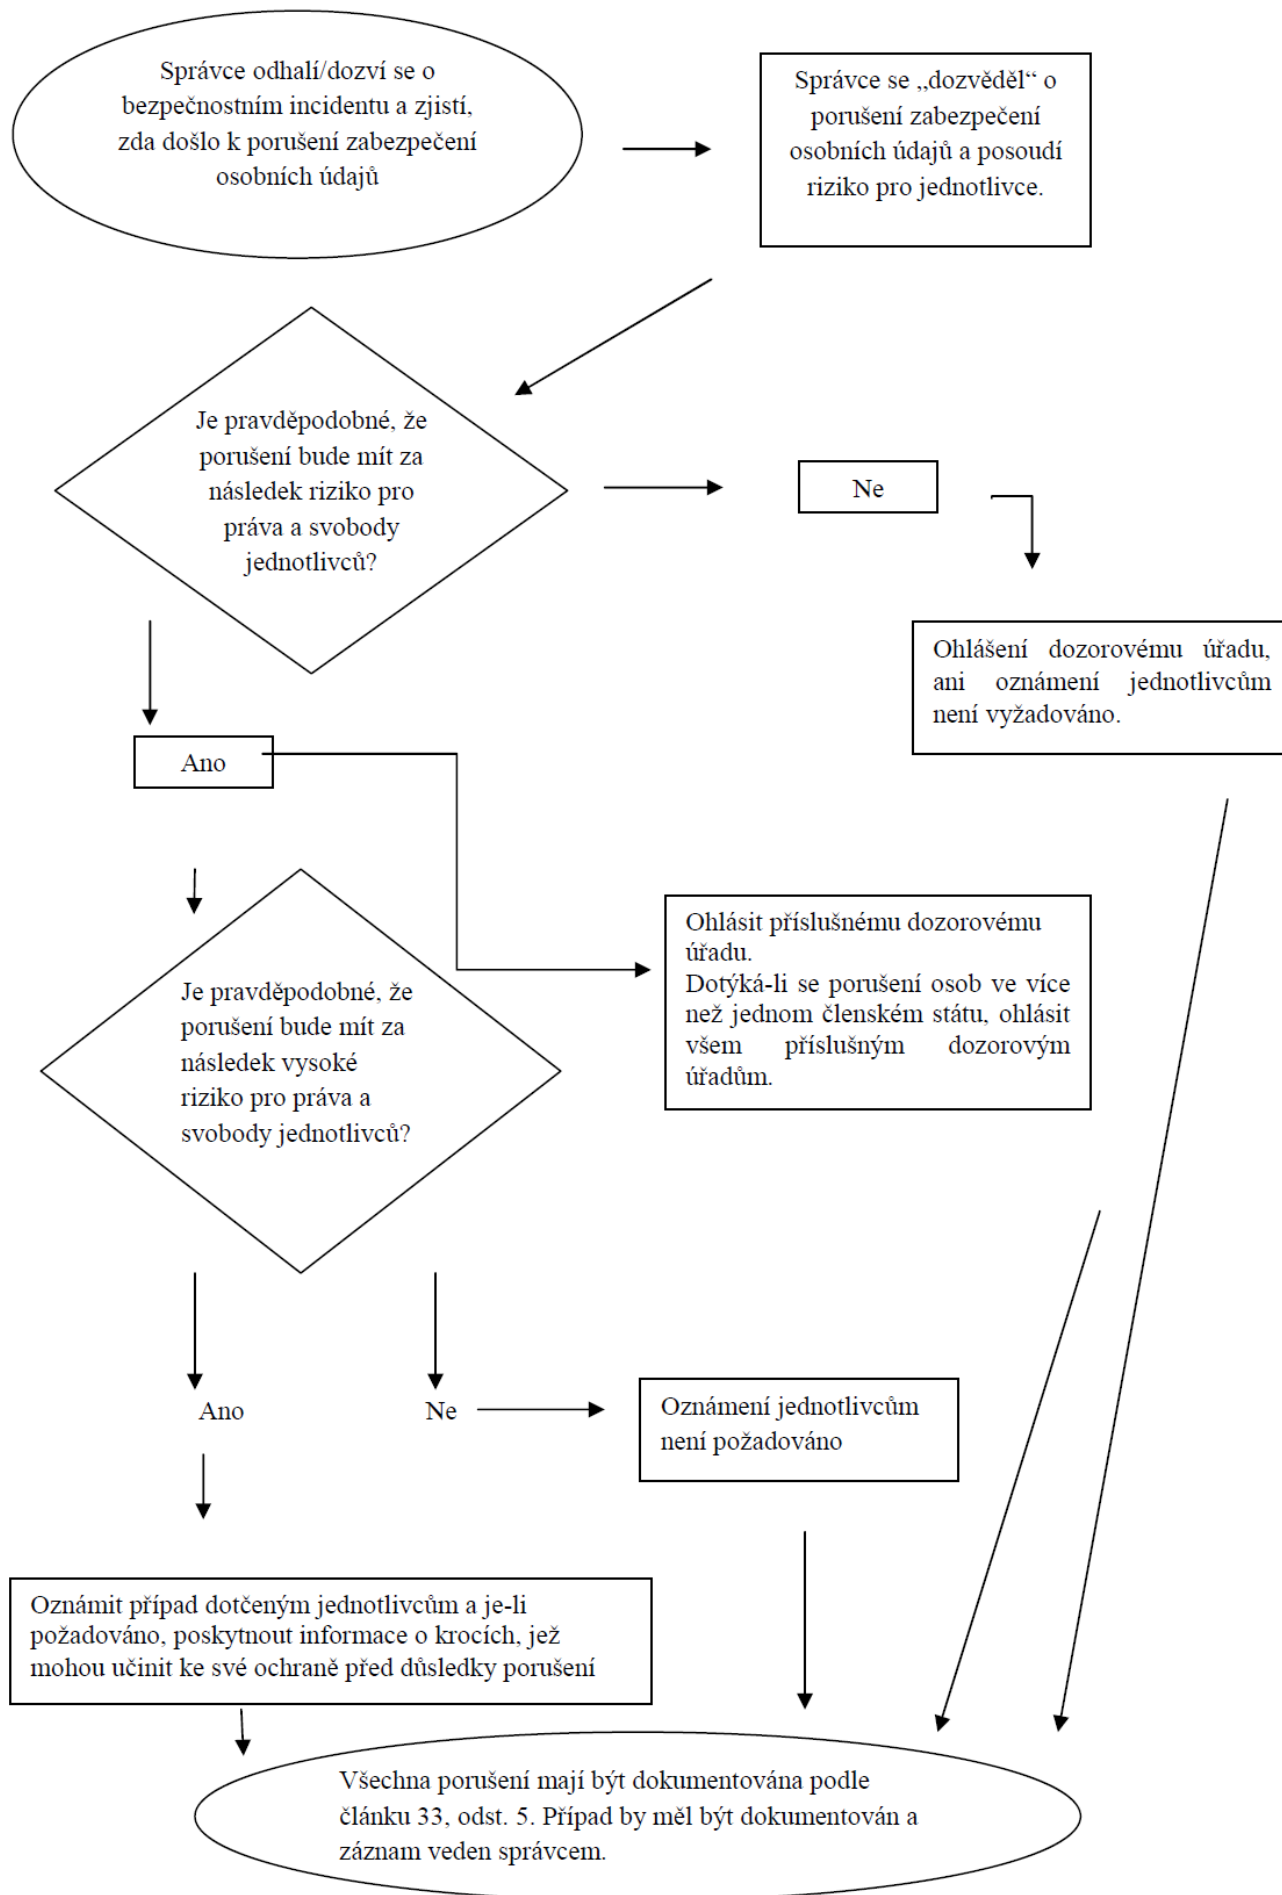 Správce odhalí/dozví se o
bezpečnostním incidentu a zjistí,
zda došlo k porušení zabezpečení
osobních údajů
Správce se „dozvěděl“ o
porušení zabezpečení
osobních údajů a posoudí
riziko pro jednotlivce.
Je pravděpodobné, že
porušení bude mít za
následek riziko pro
práva a svobody
jednotlivců?
Ne
Ohlášení dozorovému úřadu,
ani oznámení jednotlivcům
není vyžadováno.
Ano
Ohlásit příslušnému dozorovému
úřadu.
Dotýká-li se porušení osob ve více
než jednom členském státu, ohlásit
všem příslušným dozorovým
úřadům.
Je pravděpodobné, že
porušení bude mít za
následek vysoké
riziko pro práva a
svobody jednotlivců?
Ano
Ne
Oznámení jednotlivcům
není požadováno
Oznámit případ dotčeným jednotlivcům a je-li
požadováno, poskytnout informace o krocích, jež
mohou učinit ke své ochraně před důsledky porušení
Všechna porušení mají být dokumentována podle
článku 33, odst. 5. Případ by měl být dokumentován a
záznam veden správcem.